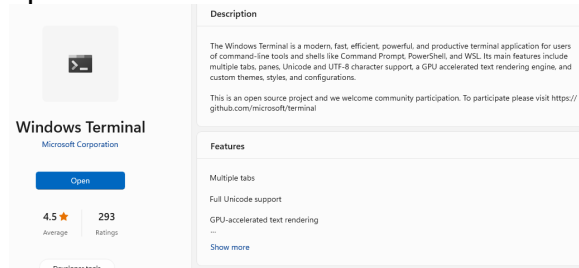 Windows Terminal
Microsoft Corporation
Open
4.5 ★ 293
Average Ratings
Description
The Windows Terminal is a modern, fast, efficient, powerful, and productive terminal application for users
of command-line tools and shells like Command Prompt, PowerShell, and WSL. Its main features include
multiple tabs, panes, Unicode and UTF-8 character support, a GPU accelerated text rendering engine, and
custom themes, styles, and configurations.
This is an open source project and we welcome community participation. To participate please visit https://
github.com/microsoft/terminal
Features
Multiple tabs
Full Unicode support
GPU-accelerated text rendering
...
Show more